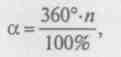 α = 360°·n / 100%,